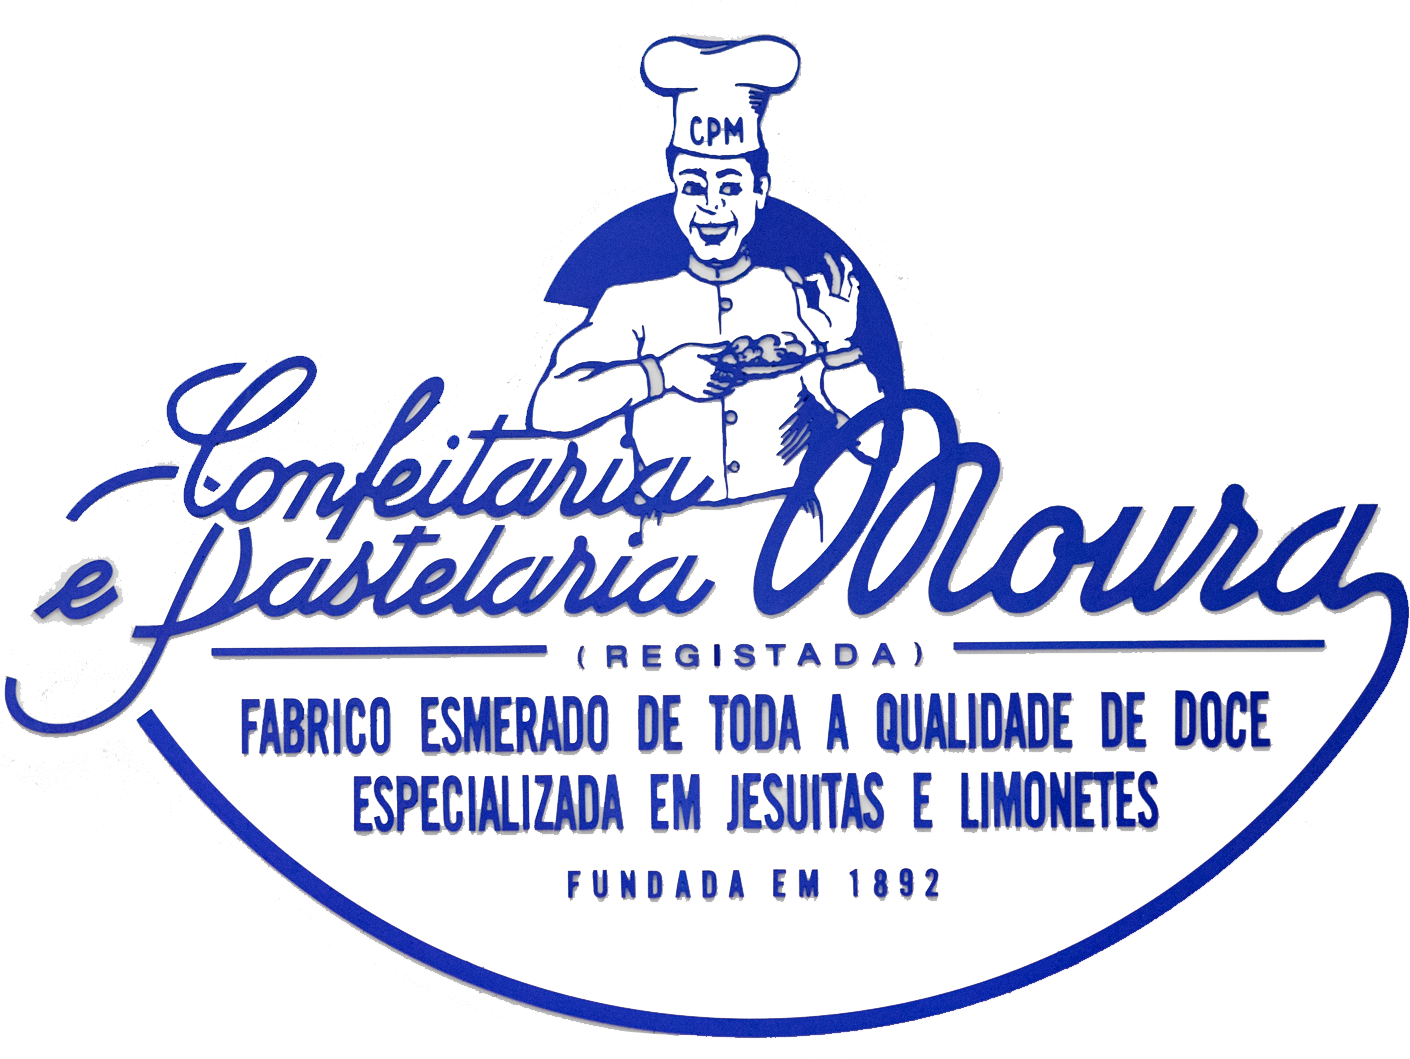 CPM
Confeitaria
e Pastelaria Moura
(REGISTADA)
FABRICO ESMERADO DE TODA A QUALIDADE DE DOCE
ESPECIALIZADA EM JESUITAS E LIMONETES
FUNDADA EM 1892